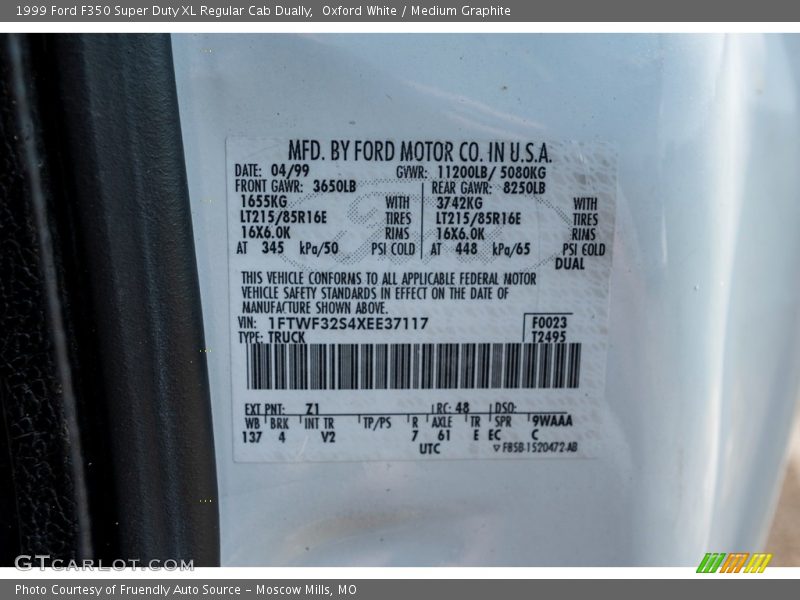 1999 Ford F350 Super Duty XL Regular Cab Dually, Oxford White / Medium Graphite
MFD. BY FORD MOTOR CO. IN U.S.A.
DATE: 04/99 GVWR: 11200LB/ 5080KG
FRONT GAWR: 3650LB REAR GAWR: 8250LB
1655KG WITH 3742KG WITH
LT215/85R16E TIRES LT215/85R16E TIRES
16X6.0K RIMS 16X6.0K RIMS
AT 345 kPa/50 PSI COLD AT 448 kPa/65 PSI COLD
DUAL
THIS VEHICLE CONFORMS TO ALL APPLICABLE FEDERAL MOTOR
VEHICLE SAFETY STANDARDS IN EFFECT ON THE DATE OF
MANUFACTURE SHOWN ABOVE.
VIN: 1FTWF32S4XEE37117 F0023
TYPE: TRUCK T2495
EXT PNT: Z1 RC: 48 DSO:
WB BRK INT TR TP/PS R AXLE TR SPR 9WAAA
137 4 V2 7 61 E EC C
UTC F85B-1520472-AB
GTCARLOT.COM
Photo Courtesy of Fruendly Auto Source – Moscow Mills, MO